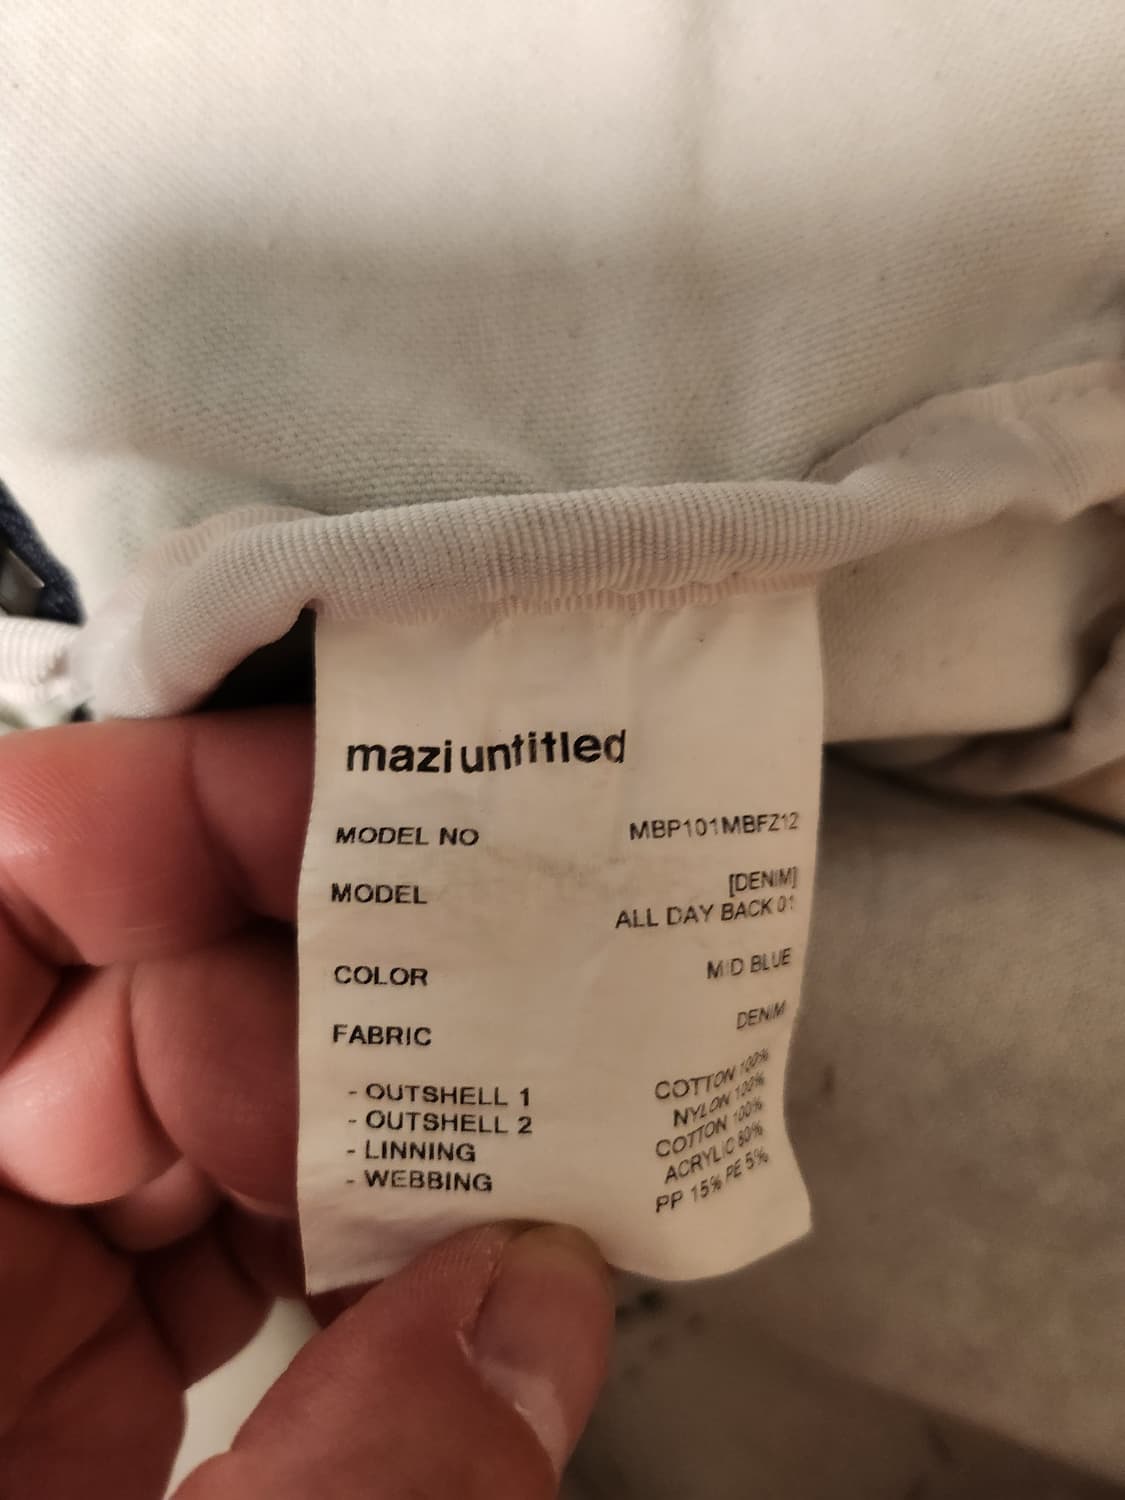 maziuntitled
MODEL NO MBP101MBFZ12
MODEL [DENIM]
ALL DAY BACK 01
COLOR MID BLUE
FABRIC DENIM
- OUTSHELL 1 COTTON 100%
- OUTSHELL 2 NYLON 100%
- LINNING COTTON 100%
- WEBBING ACRYLIC 80%
PP 15% PE 5%